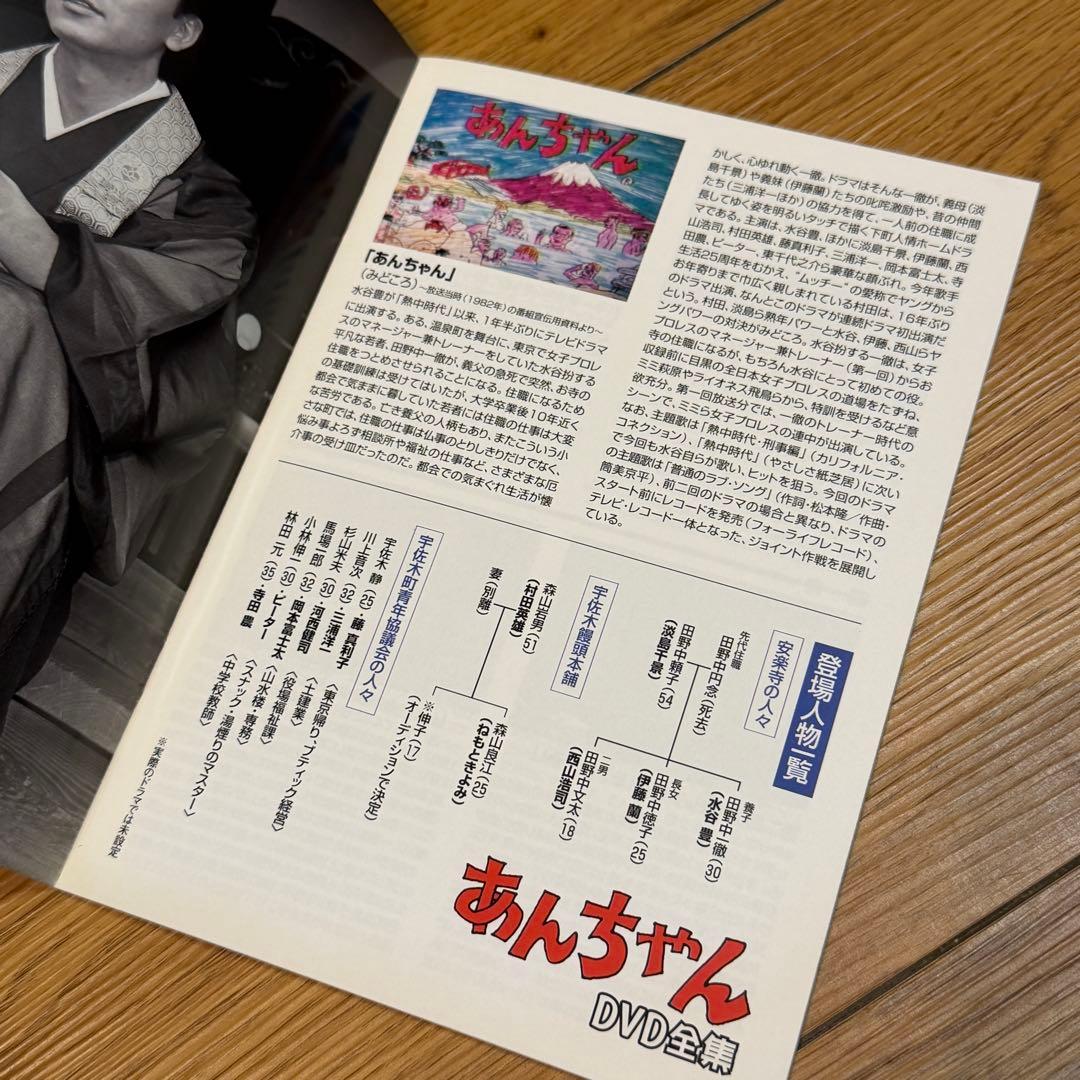 あんちゃん
「あんちゃん」
(みどころ)〜放送当時(1982年)の番組宣伝用資料より〜
水谷豊が「熱中時代」以来、1年半ぶりにテレビドラマ
に出演する。ある、温泉町を舞台に、東京で女子プロレ
スのマネージャー兼トレーナーをしていた水谷扮する
平凡な若者、田野中一徹が、義父の急死で突然、お寺の
住職をつとめさせられることになる。住職になるため
の基礎訓練は受けてはいたが、大学卒業後10年近く
都会で気ままに暮していた若者には住職の仕事は大変
な苦労である。亡き義父の人柄もあり、またこういう小
さな町では、住職の仕事は仏事のとりしきりだけでなく、
悩み事よろず相談所や福祉の仕事など、さまざまな厄
介事の受け皿だったのだ。都会での気まぐれ生活が懐
かしく、心ゆれ動く一徹。ドラマはそんな一徹が、義母(淡
島千景)や義妹(伊藤蘭)たちの叱咤激励や、昔の仲間
たち(三浦洋一ほか)の協力を得て、一人前の住職に成
長してゆく姿を明るいタッチで描く下町人情ホームドラ
マである。主演は、水谷豊、ほかに淡島千景、伊藤蘭、西
山浩司、村田英雄、藤真利子、三浦洋一、岡本富士太、寺
田農、ピーター、東千代之介ら豪華な顔ぶれ。今年歌手
生活25周年をむかえ、“ムッチー”の愛称でヤングから
お年寄りまで巾広く親しまれている村田は、16年ぶり
のドラマ出演、なんとこのドラマが連続ドラマ初出演だ
という。村田、淡島ら熟年パワーと水谷、伊藤、西山らヤ
ングパワーの対決がみどころ。水谷扮する一徹は、女子
プロレスのマネージャー兼トレーナー(第一回)からお
寺の住職になるが、もちろん水谷にとって初めての役。
収録前に目黒の全日本女子プロレスの道場をたずね、
ミミ萩原やライオネス飛鳥らから、特訓を受けるなど意
欲充分。第一回放送分では、一徹のトレーナー時代の
シーンで、ミミら女子プロレスの連中が出演している。
なお、主題歌は「熱中時代・刑事編」(カリフォルニア・
コネクション)、「熱中時代」(やさしさ紙芝居)に次い
で今回も水谷自らが歌い、ヒットを狙う。今回のドラマ
の主題歌は「普通のラブ・ソング」(作詞・松本隆/作曲・
筒美京平)、前二回のドラマの場合と異なり、ドラマの
スタート前にレコードを発売(フォーライフレコード)、
テレビ・レコード一体となった、ジョイント作戦を展開し
ている。
登場人物一覧
安楽寺の人々
先代住職
田野中円念(死去)
田野中頼子(54)
(淡島千景)
養子
田野中一徹(30)
(水谷 豊)
長女
田野中徳子(25)
(伊藤 蘭)
二男
田野中文太(18)
(西山浩司)
宇佐木饅頭本舗
森山岩男(51)
(村田英雄)
妻(別離)
森山良江(25)
(ねもときよみ)
※伸子(17)
(オーディションで決定)
宇佐木町青年協議会の人々
宇佐木 静(25)・藤 真利子〈東京帰り、ブティック経営〉
川上音次(32)・三浦洋一〈土建業〉
杉山米夫(30)・河西健司〈役場福祉課〉
馬場一郎(32)・岡本富士太〈山水楼・専務〉
小林伸(30)・ピーター〈スナック・湯煙りのマスター〉
林田一元(35)・寺田 農〈中学校教師〉
※実際のドラマでは未設定
あんちゃん
DVD全集